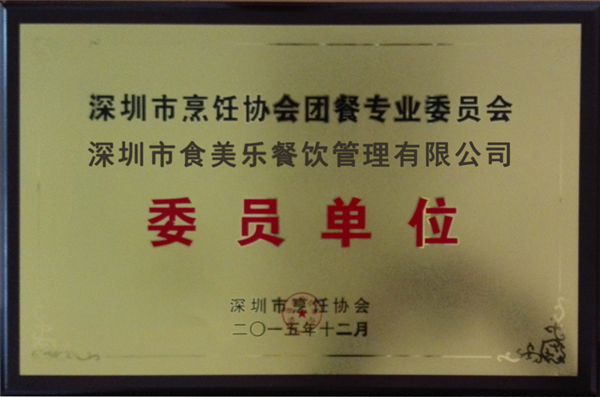 深圳市烹饪协会团餐专业委员会
深圳市食美乐餐饮管理有限公司
委员单位
深圳市烹饪协会
二〇一五年十二月